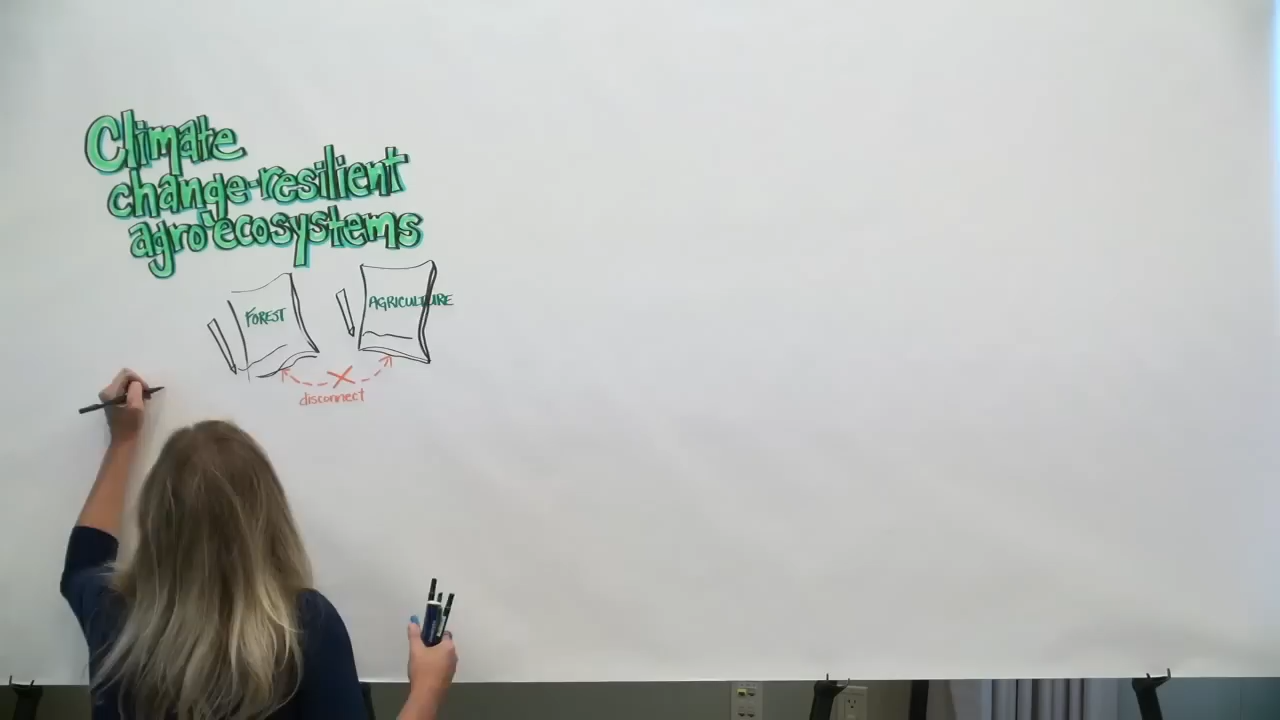 Climate
change-resilient
agro-ecosystems
FOREST
AGRICULTURE
disconnect